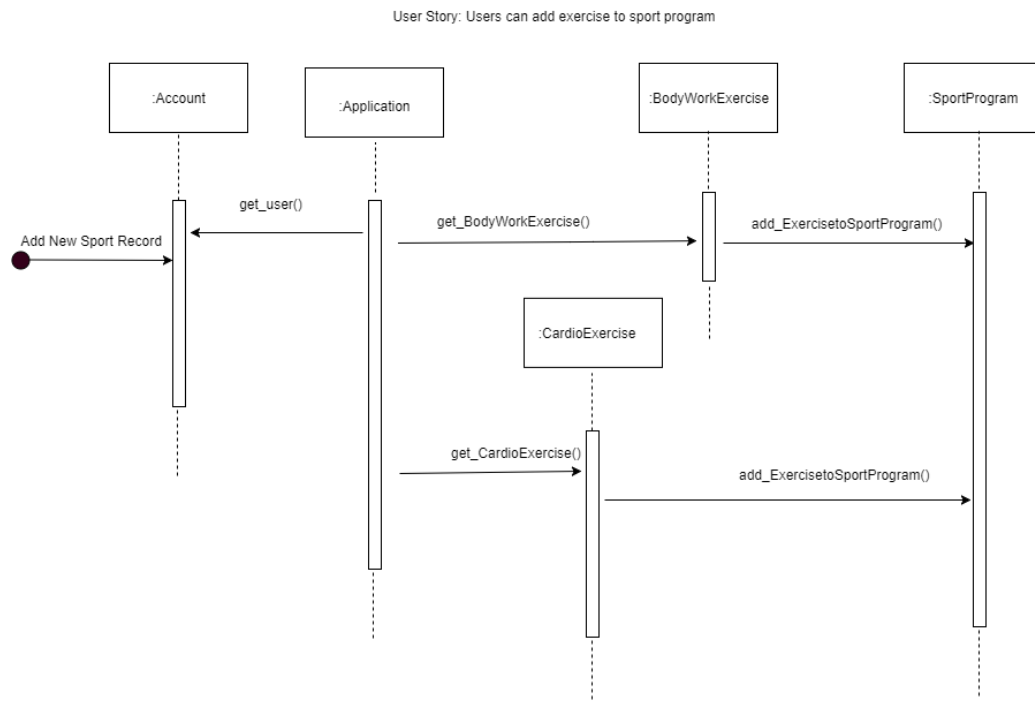 User Story: Users can add exercise to sport program
:Account
:Application
:BodyWorkExercise
:SportProgram
get_user()
get_BodyWorkExercise()
add_ExercisetoSportProgram()
Add New Sport Record
:CardioExercise
get_CardioExercise()
add_ExercisetoSportProgram()